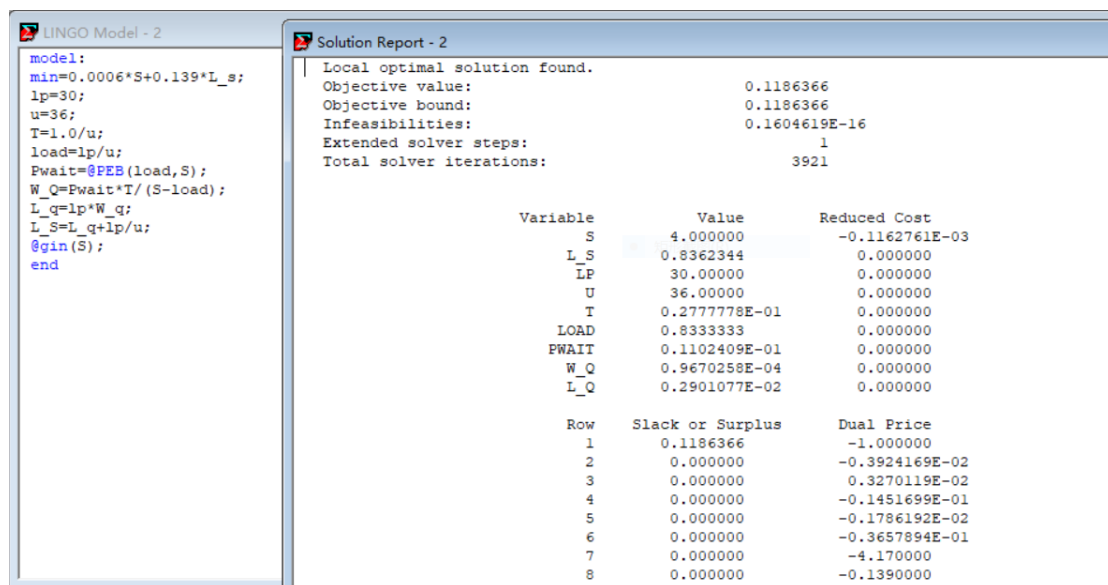 LINGO Model - 2
model:
min=0.0006*S+0.139*L_s;
lp=30;
u=36;
T=1.0/u;
load=lp/u;
Pwait=@PEB(load,S);
W_Q=Pwait*T/(S-load);
L_q=lp*W_q;
L_S=L_q+lp/u;
@gin(S);
end
Solution Report - 2
Local optimal solution found.
Objective value: 0.1186366
Objective bound: 0.1186366
Infeasibilities: 0.1604619E-16
Extended solver steps: 1
Total solver iterations: 3921
Variable Value Reduced Cost
S 4.000000 -0.1162761E-03
L_S 0.8362344 0.000000
LP 30.00000 0.000000
U 36.00000 0.000000
T 0.2777778E-01 0.000000
LOAD 0.8333333 0.000000
PWAIT 0.1102409E-01 0.000000
W_Q 0.9670258E-04 0.000000
L_Q 0.2901077E-02 0.000000
Row Slack or Surplus Dual Price
1 0.1186366 -1.000000
2 0.000000 -0.3924169E-02
3 0.000000 0.3270119E-02
4 0.000000 -0.1451699E-01
5 0.000000 -0.1786192E-02
6 0.000000 -0.3657894E-01
7 0.000000 -4.170000
8 0.000000 -0.1390000